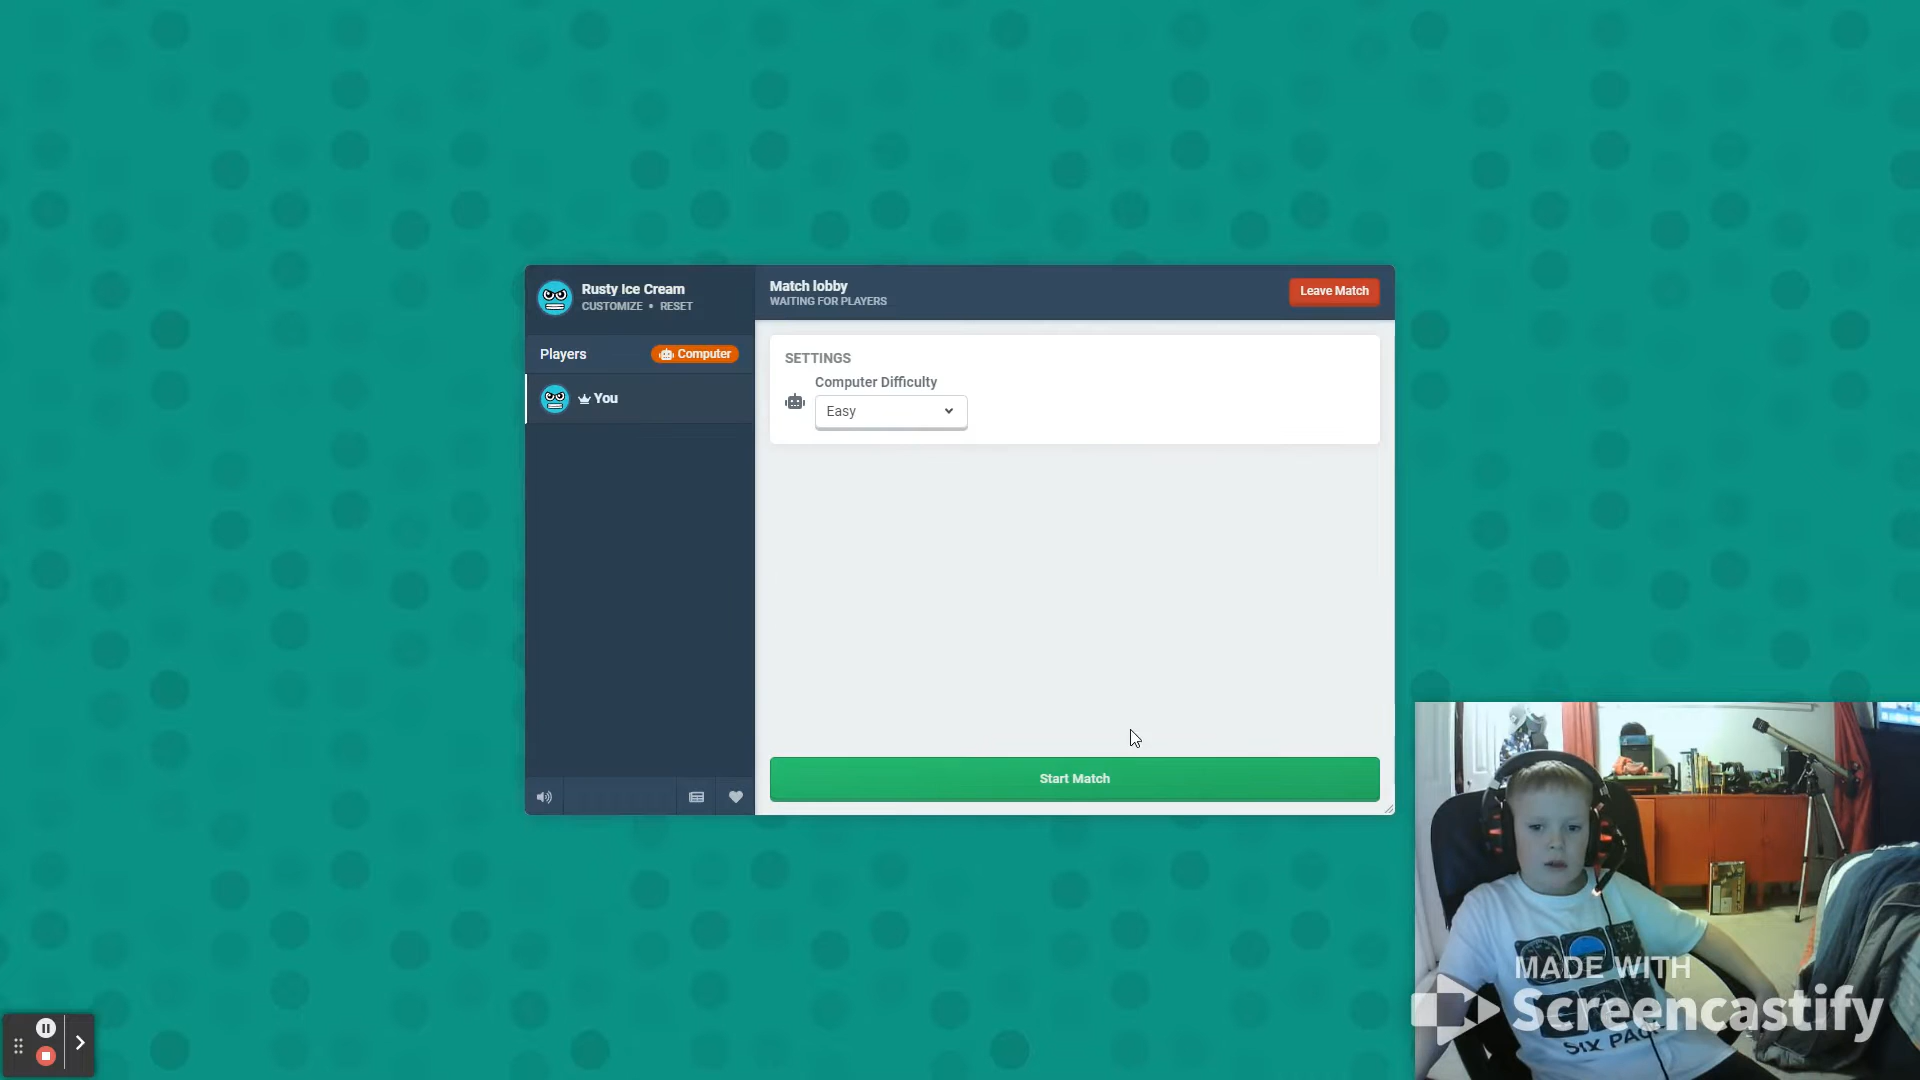 Rusty Ice Cream
CUSTOMIZE • RESET
Match lobby
WAITING FOR PLAYERS
Leave Match
Players
Computer
You
SETTINGS
Computer Difficulty
Easy
Start Match
MADE WITH
Screencastify
SIX PACK